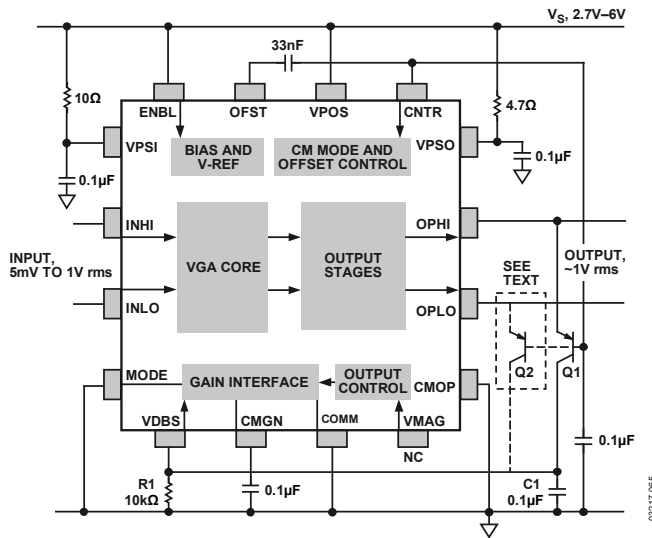 VS, 2.7V–6V
33nF
10Ω
4.7Ω
ENBL
OFST
VPOS
CNTR
VPSI
BIAS AND
V-REF
CM MODE AND
OFFSET CONTROL
VPSO
0.1µF
0.1µF
INHI
OPHI
INPUT,
5mV TO 1V rms
VGA CORE
OUTPUT
STAGES
SEE
TEXT
OUTPUT,
~1V rms
INLO
OPLO
Q2
Q1
MODE
GAIN INTERFACE
OUTPUT
CONTROL
CMOP
VDBS
CMGN
COMM
VMAG
NC
0.1µF
R1
10kΩ
0.1µF
C1
0.1µF